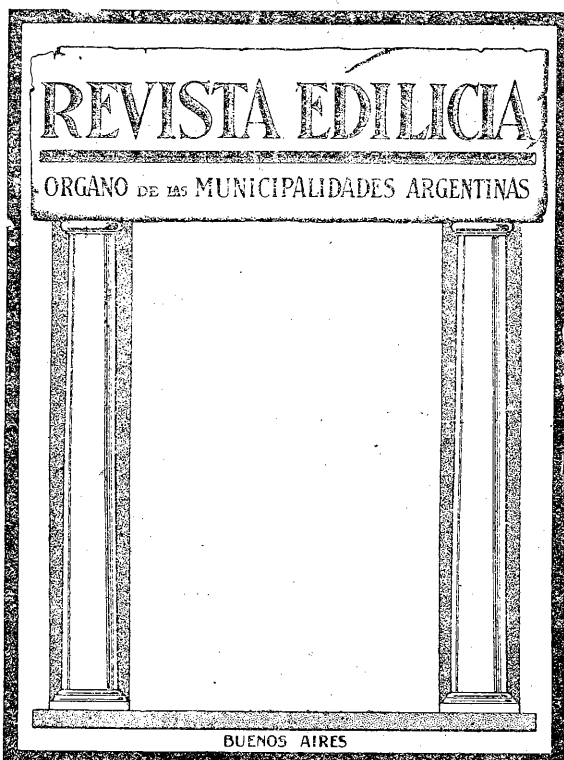 REVISTA EDILICIA
ORGANO DE LAS MUNICIPALIDADES ARGENTINAS
BUENOS AIRES